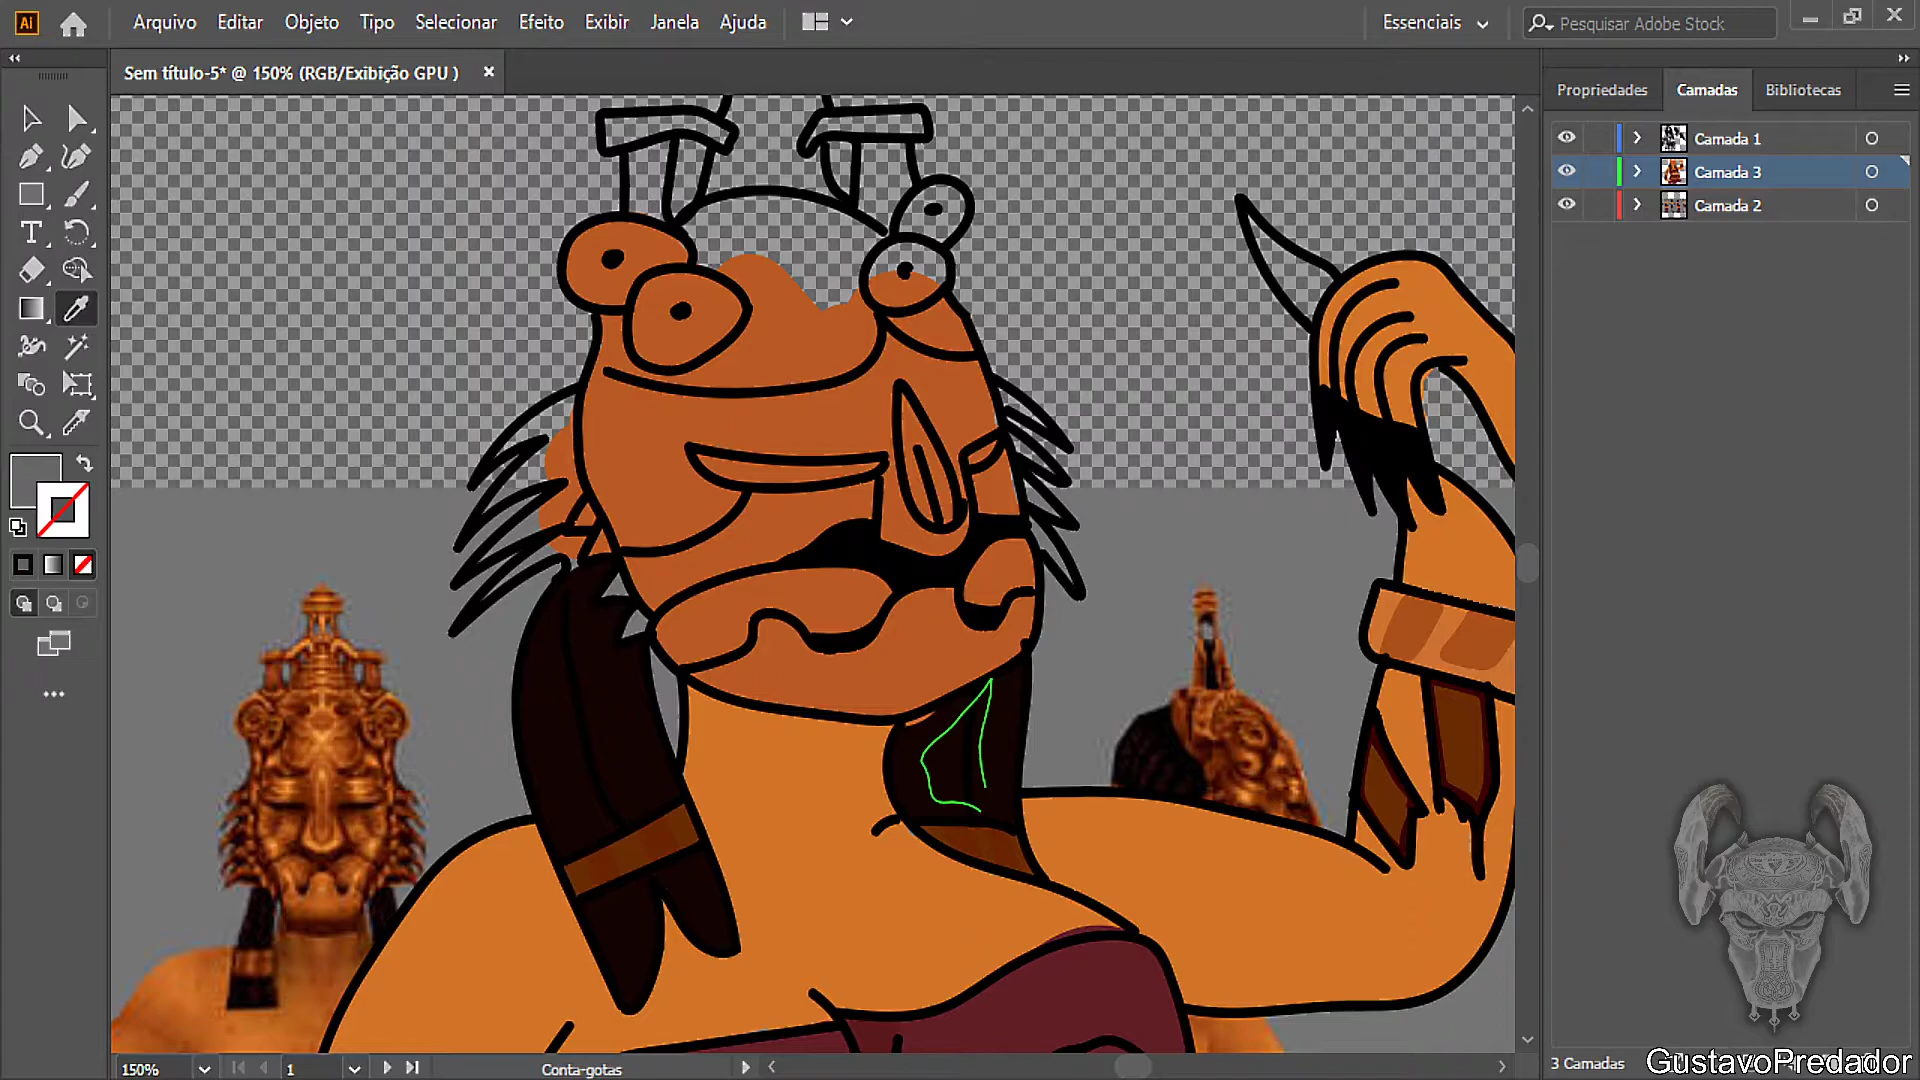 Ai Arquivo Editar Objeto Tipo Selecionar Efeito Exibir Janela Ajuda Essenciais Pesquisar Adobe Stock
Sem título-5* @ 150% (RGB/Exibição GPU )
Propriedades Camadas Bibliotecas
Camada 1
Camada 3
Camada 2
150% 1 Conta-gotas
3 Camadas
GustavoPredador